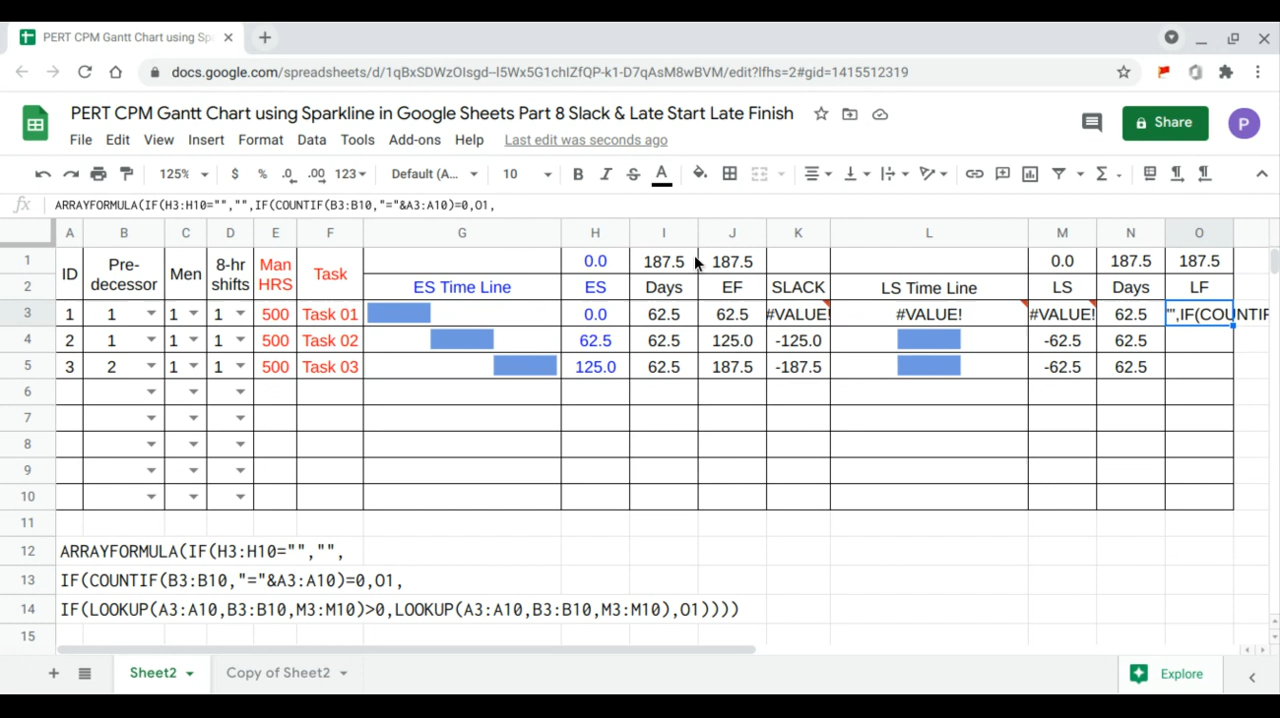 PERT CPM Gantt Chart using Sp
docs.google.com/spreadsheets/d/1qBxSDWzOIsgd--l5Wx5G1chIZfQP-k1-D7qAsM8wBVM/edit?lfhs=2#gid=1415512319
PERT CPM Gantt Chart using Sparkline in Google Sheets Part 8 Slack & Late Start Late Finish
Share
P
File Edit View Insert Format Data Tools Add-ons Help Last edit was seconds ago
125% $ % .0 .00 123 Default (A... 10 B I S A
fx ARRAYFORMULA(IF(H3:H10="","",IF(COUNTIF(B3:B10,"="&A3:A10)=0,O1,
A B C D E F G H I J K L M N O
1 ID Pre-decessor Men 8-hr shifts Man HRS Task 0.0 187.5 187.5 0.0 187.5 187.5
2 ES Time Line ES Days EF SLACK LS Time Line LS Days LF
3 1 1 1 1 500 Task 01 0.0 62.5 62.5 #VALUE! #VALUE! #VALUE! 62.5 "",IF(COUNTIF
4 2 1 1 1 500 Task 02 62.5 62.5 125.0 -125.0 -62.5 62.5
5 3 2 1 1 500 Task 03 125.0 62.5 187.5 -187.5 -62.5 62.5
6
7
8
9
10
11
12 ARRAYFORMULA(IF(H3:H10="","",
13 IF(COUNTIF(B3:B10,"="&A3:A10)=0,O1,
14 IF(LOOKUP(A3:A10,B3:B10,M3:M10)>0,LOOKUP(A3:A10,B3:B10,M3:M10),O1))))
15
Sheet2 Copy of Sheet2 Explore